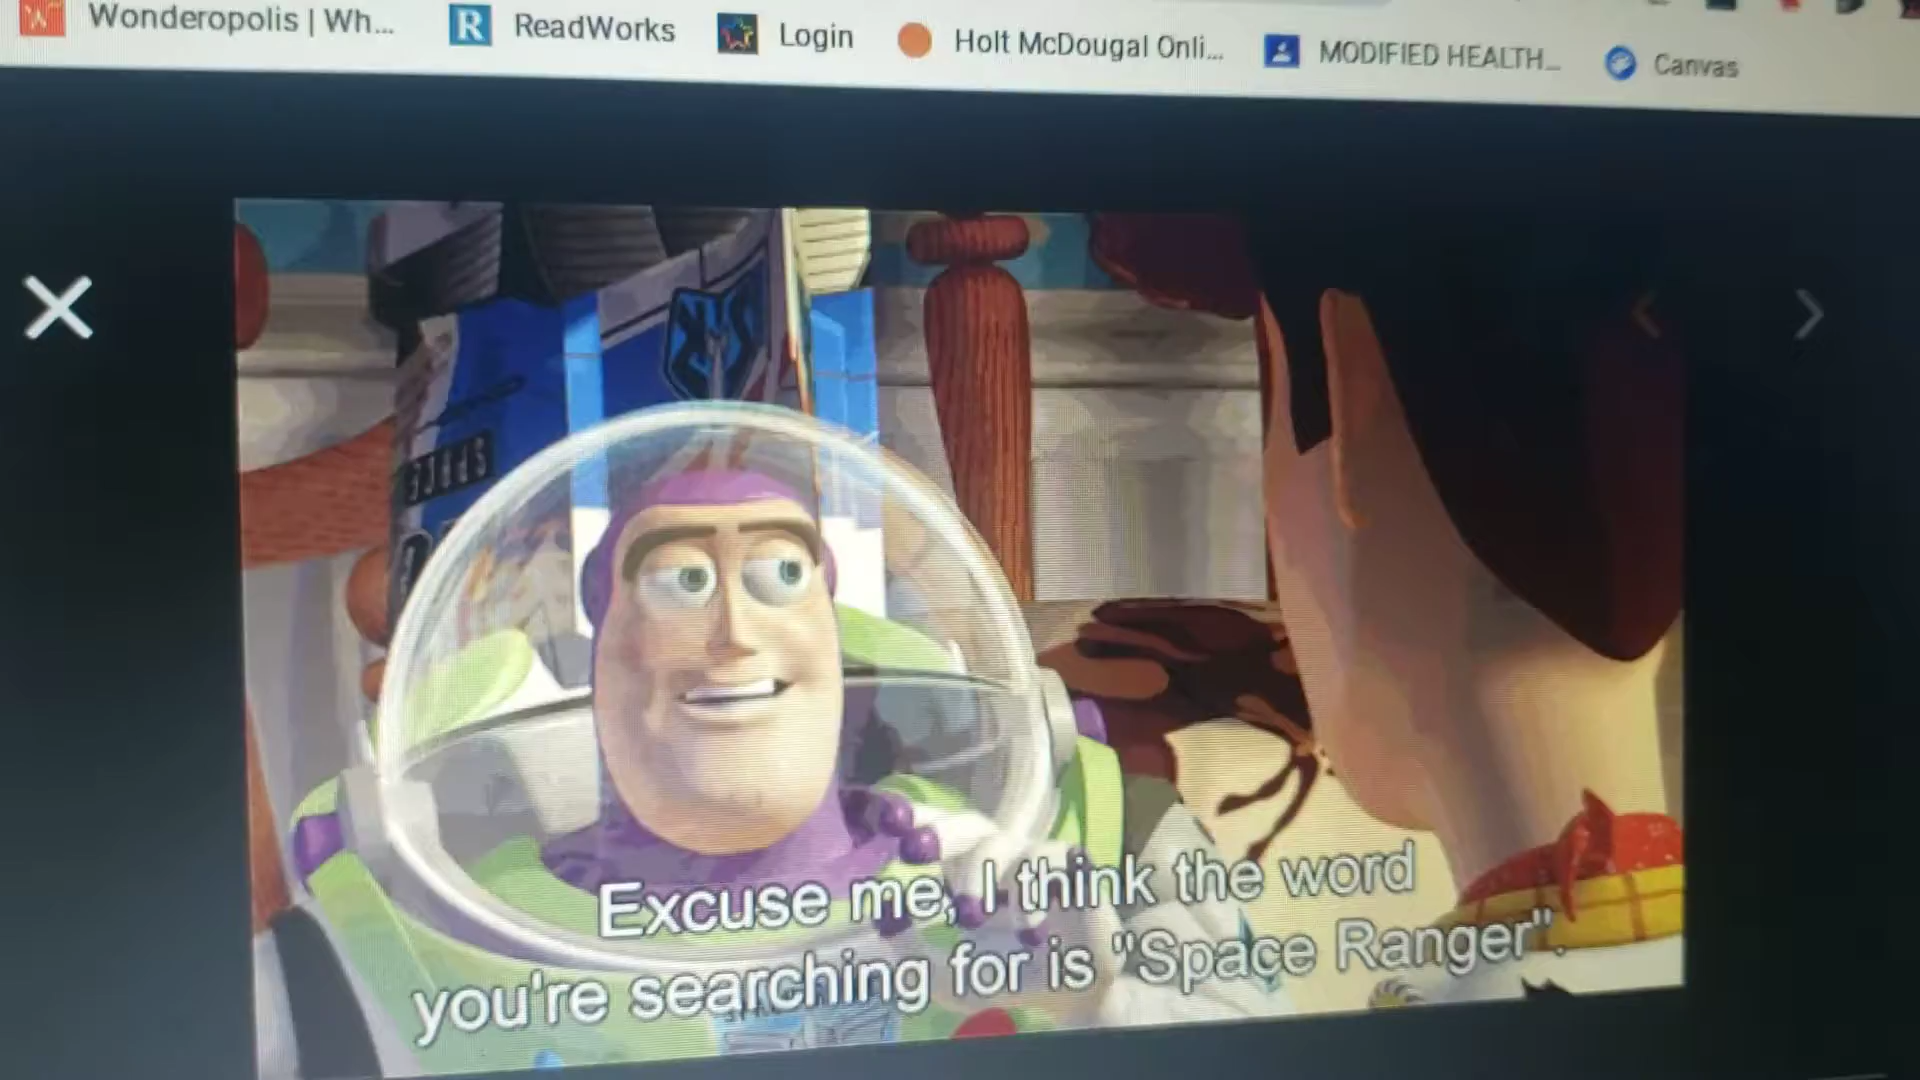 Wonderopolis | Wh...
R ReadWorks
Login
Holt McDougal Onli...
MODIFIED HEALTH...
Canvas
SPACE
Excuse me, I think the word
you're searching for is "Space Ranger".